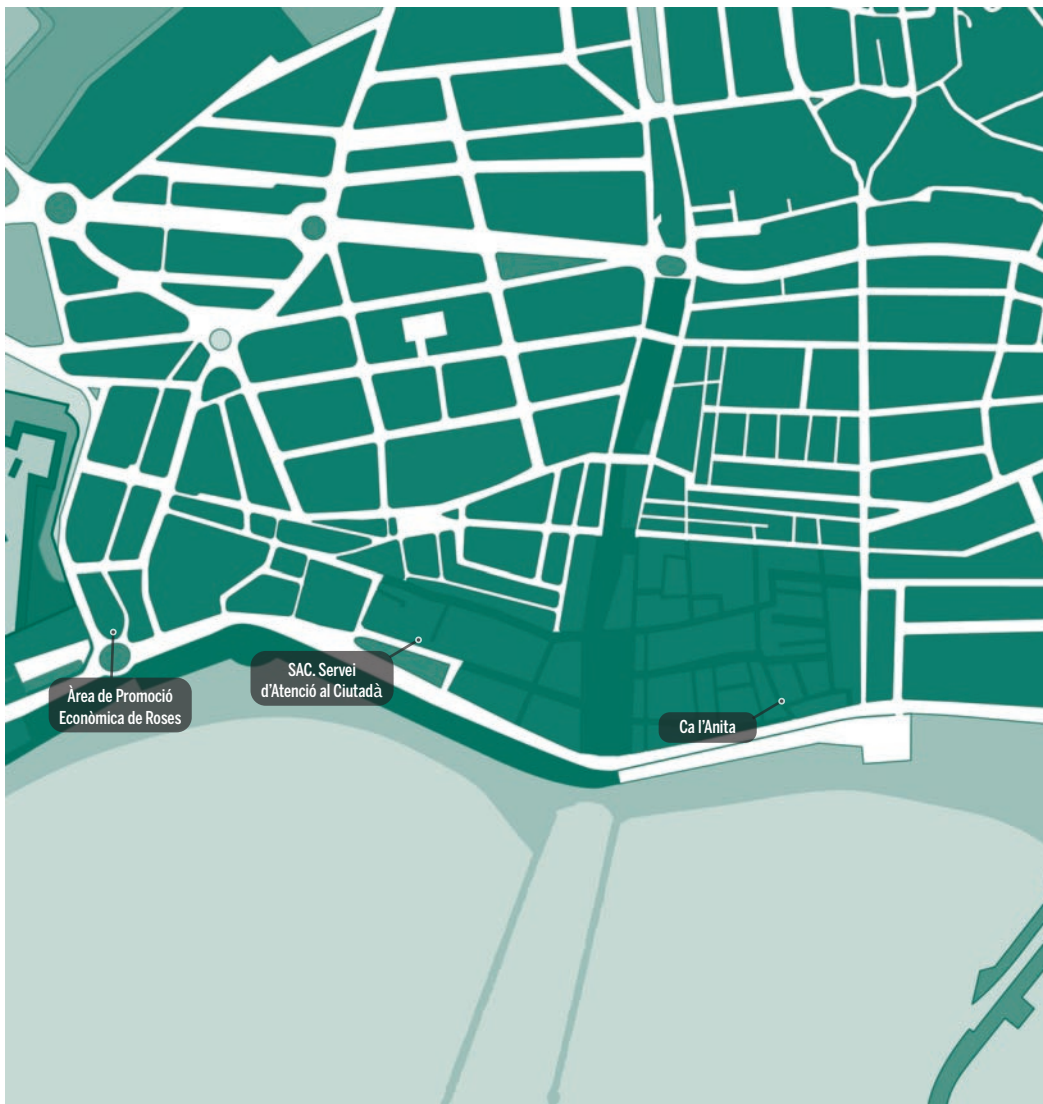 Àrea de Promoció
Econòmica de Roses
SAC. Servei
d'Atenció al Ciutadà
Ca l'Anita